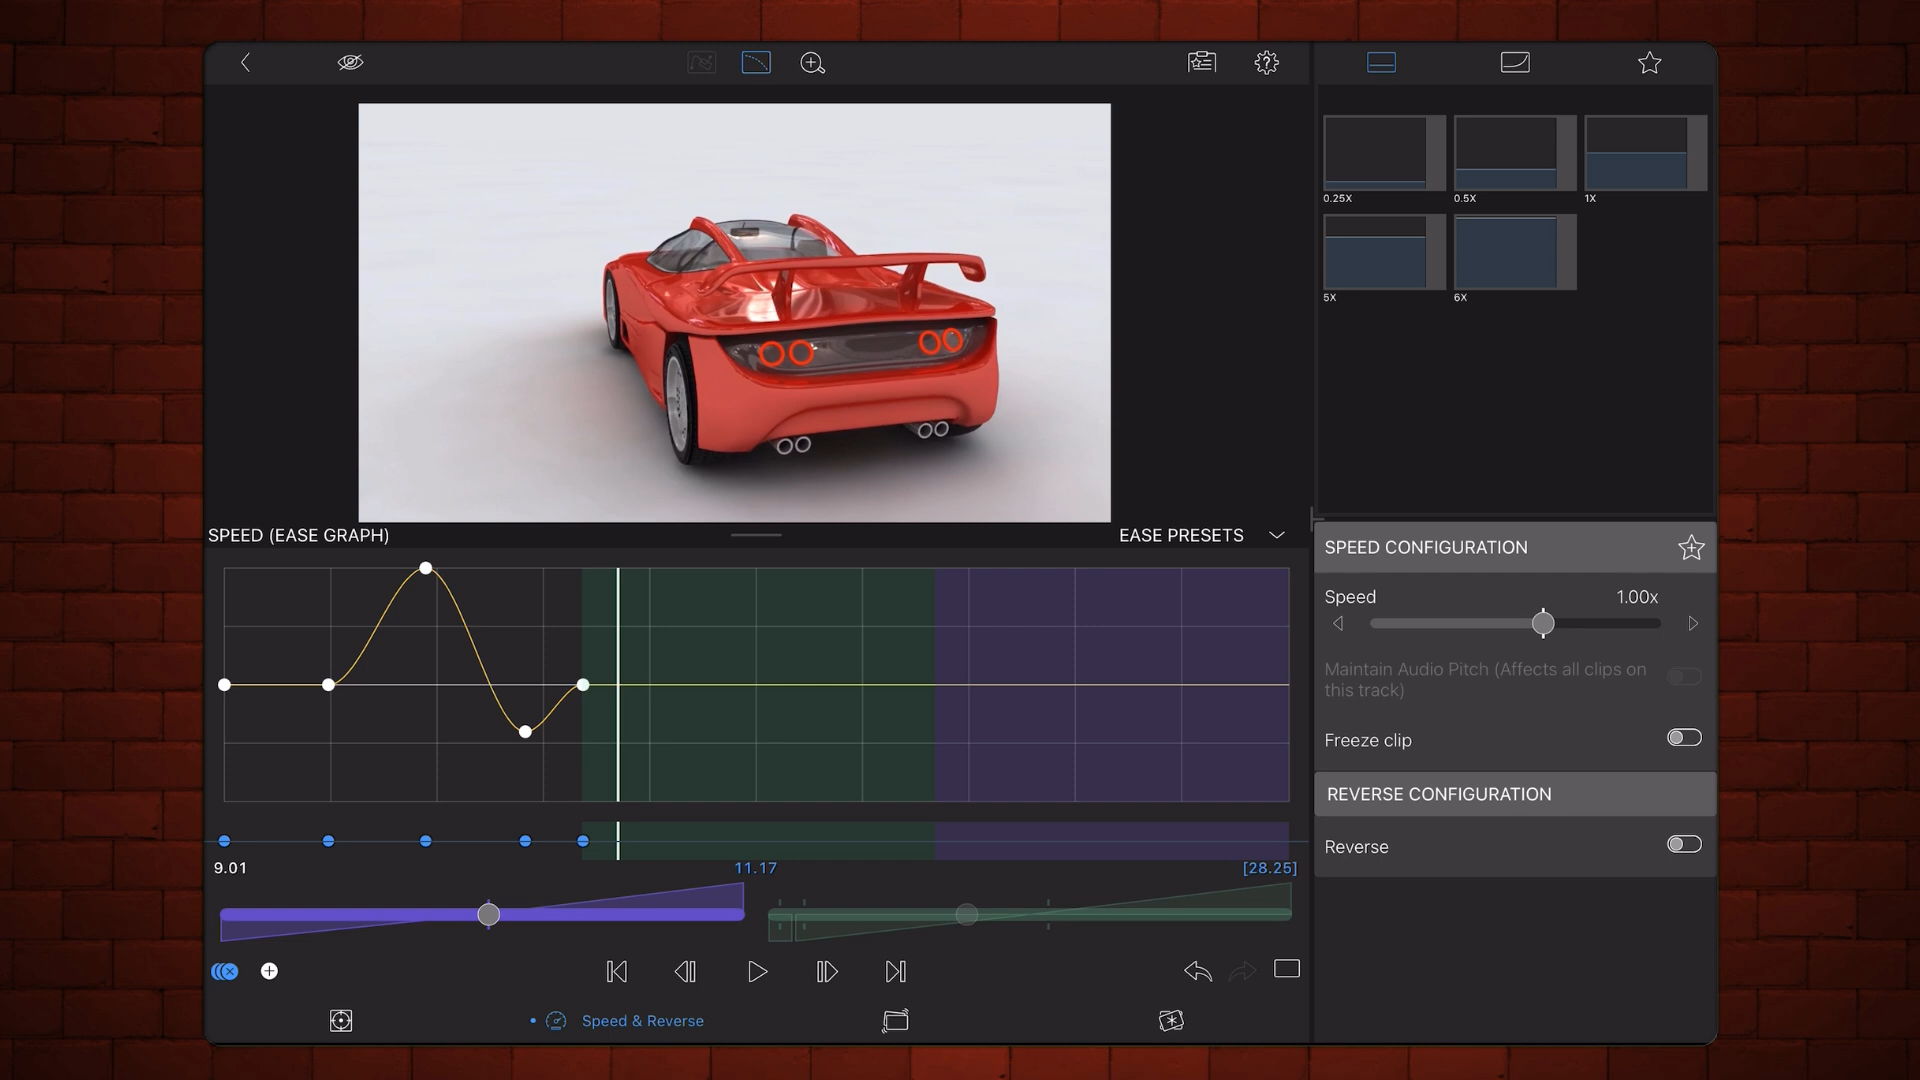 0.25X
0.5X
1X
5X
6X
SPEED (EASE GRAPH)
EASE PRESETS
SPEED CONFIGURATION
Speed
1.00x
Maintain Audio Pitch (Affects all clips on
this track)
Freeze clip
REVERSE CONFIGURATION
Reverse
9.01
11.17
[28.25]
Speed & Reverse